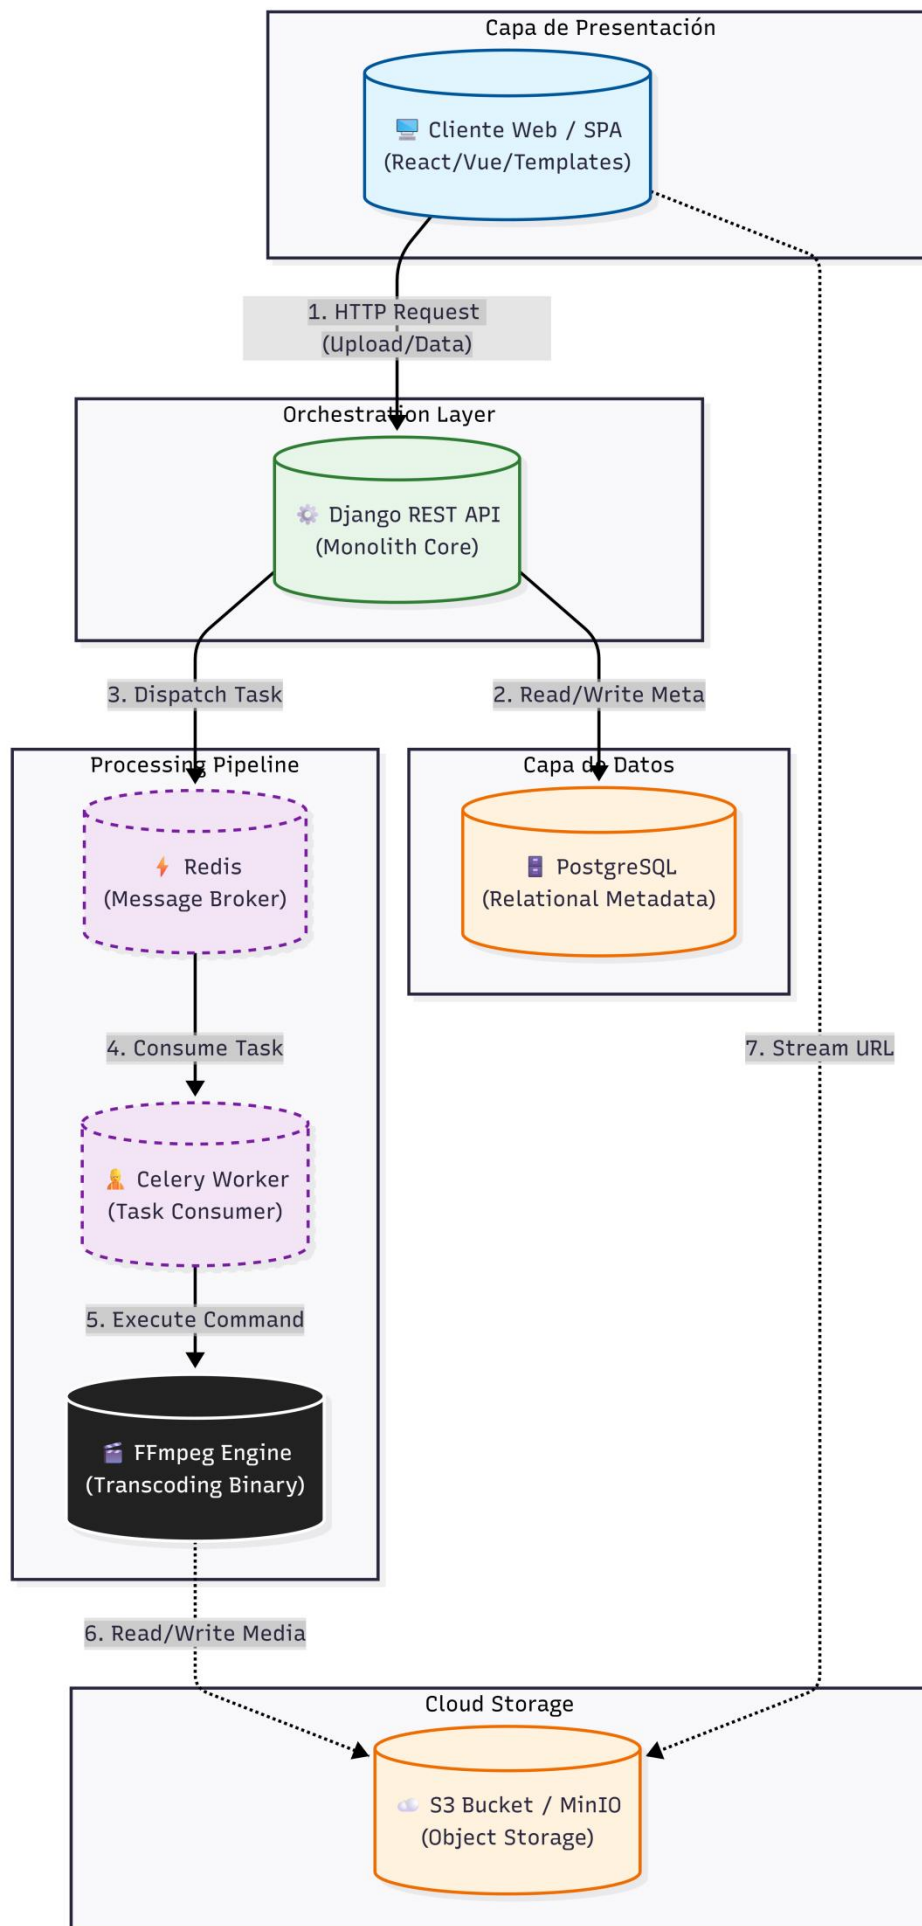 Capa de Presentación
Cliente Web / SPA
(React/Vue/Templates)
1. HTTP Request
(Upload/Data)
Orchestration Layer
Django REST API
(Monolith Core)
3. Dispatch Task
2. Read/Write Meta
Processing Pipeline
Capa de Datos
Redis
(Message Broker)
PostgreSQL
(Relational Metadata)
4. Consume Task
7. Stream URL
Celery Worker
(Task Consumer)
5. Execute Command
FFmpeg Engine
(Transcoding Binary)
6. Read/Write Media
Cloud Storage
S3 Bucket / MinIO
(Object Storage)